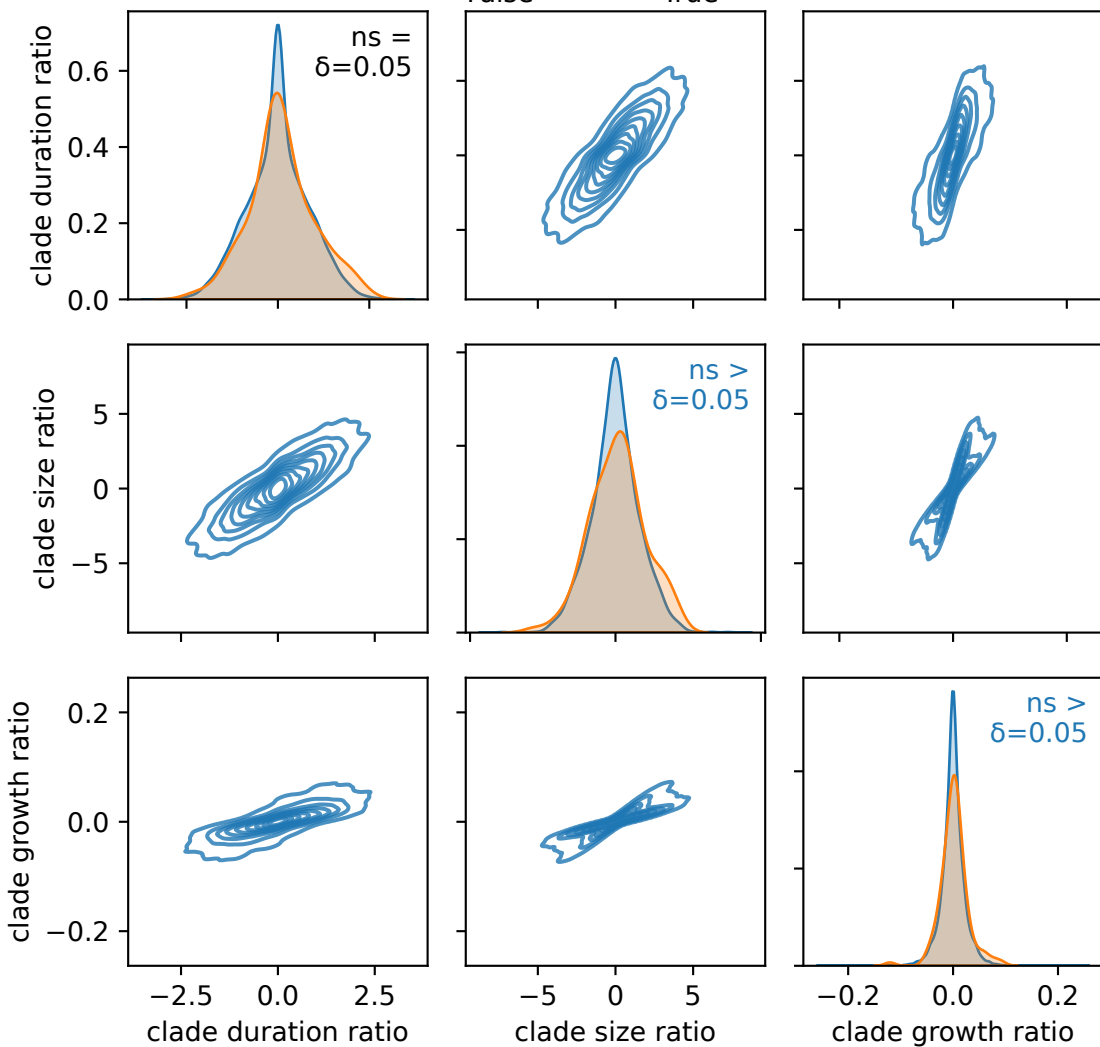 ns =
δ=0.05
clade duration ratio
0.6
0.4
0.2
0.0
ns >
δ=0.05
clade size ratio
5
0
−5
ns >
δ=0.05
clade growth ratio
0.2
0.0
−0.2
−2.5 0.0 2.5
−5 0 5
−0.2 0.0 0.2
clade duration ratio
clade size ratio
clade growth ratio